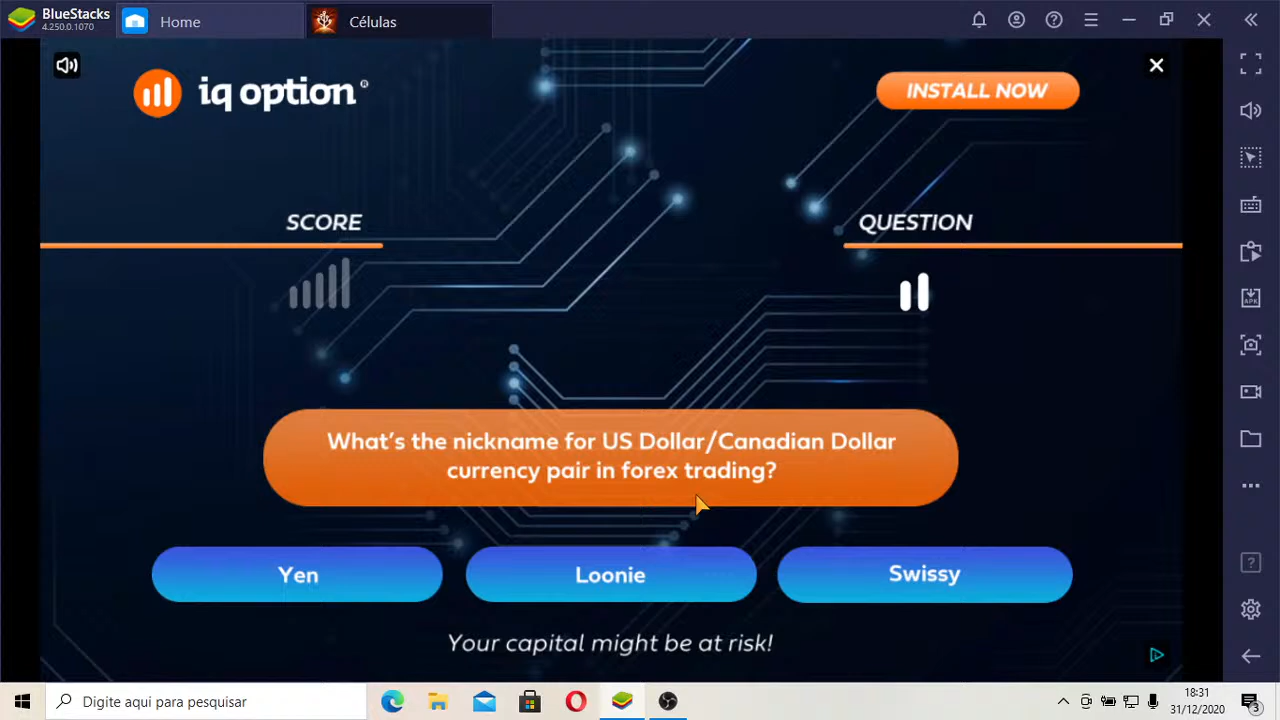 BlueStacks
4.250.0.1070
Home
Células
iq option®
INSTALL NOW
SCORE
QUESTION
What's the nickname for US Dollar/Canadian Dollar
currency pair in forex trading?
Yen
Loonie
Swissy
Your capital might be at risk!
Digite aqui para pesquisar
18:31
31/12/2020
3